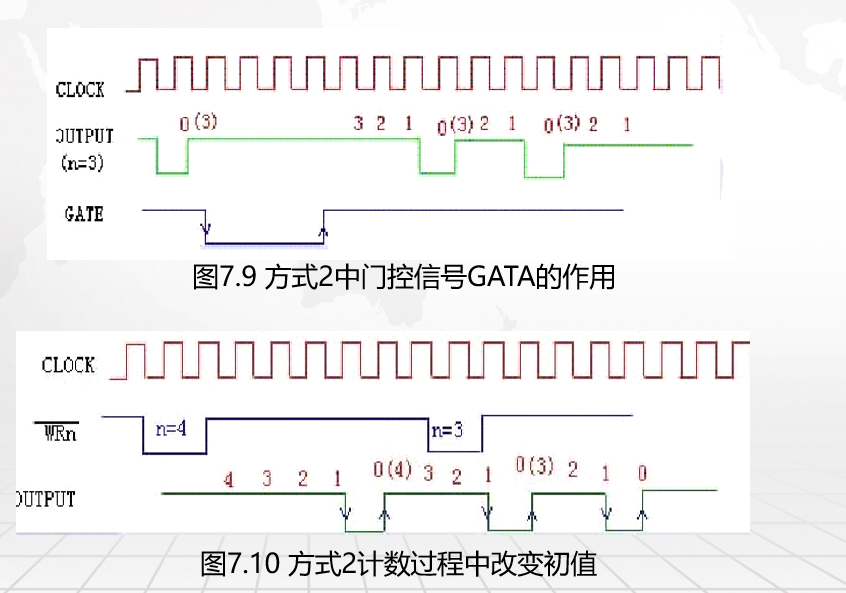 CLOCK
0(3) 3 2 1 0(3) 2 1 0(3) 2 1
OUTPUT
(n=3)
GATE
图7.9 方式2中门控信号GATA的作用
CLOCK
WRn n=4 n=3
4 3 2 1 0(4) 3 2 1 0(3) 2 1 0
OUTPUT
图7.10 方式2计数过程中改变初值